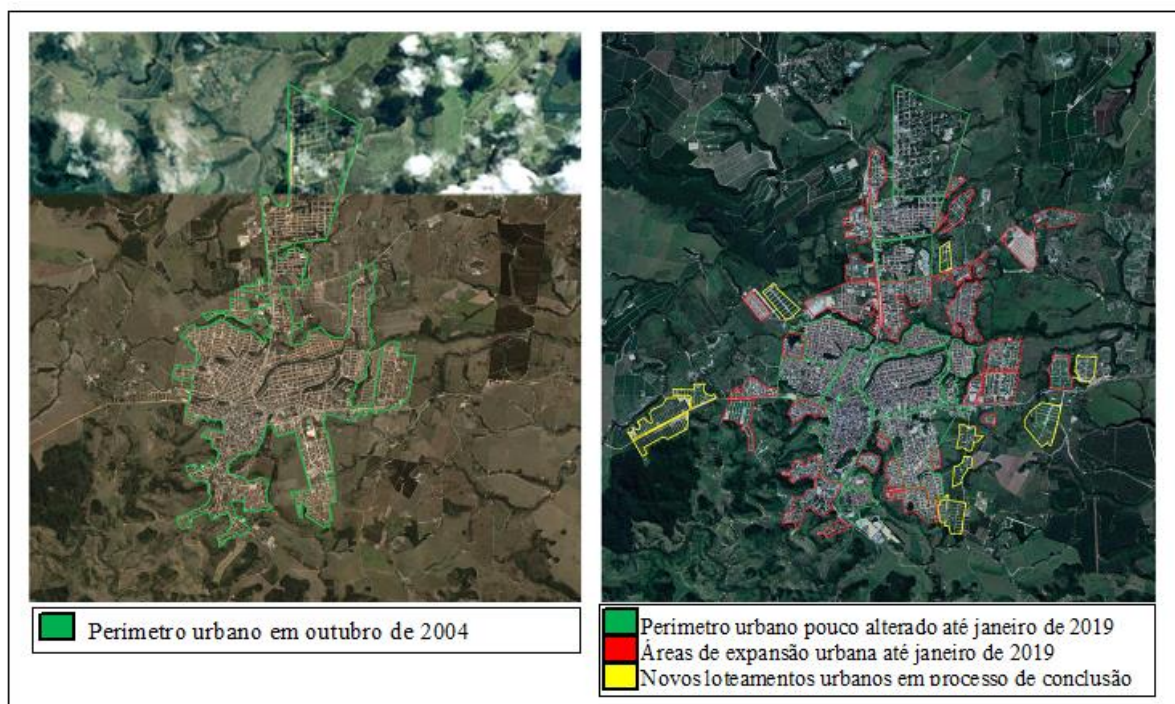 Perímetro urbano em outubro de 2004
Perimetro urbano pouco alterado até janeiro de 2019
Áreas de expansão urbana até janeiro de 2019
Novos loteamentos urbanos em processo de conclusão